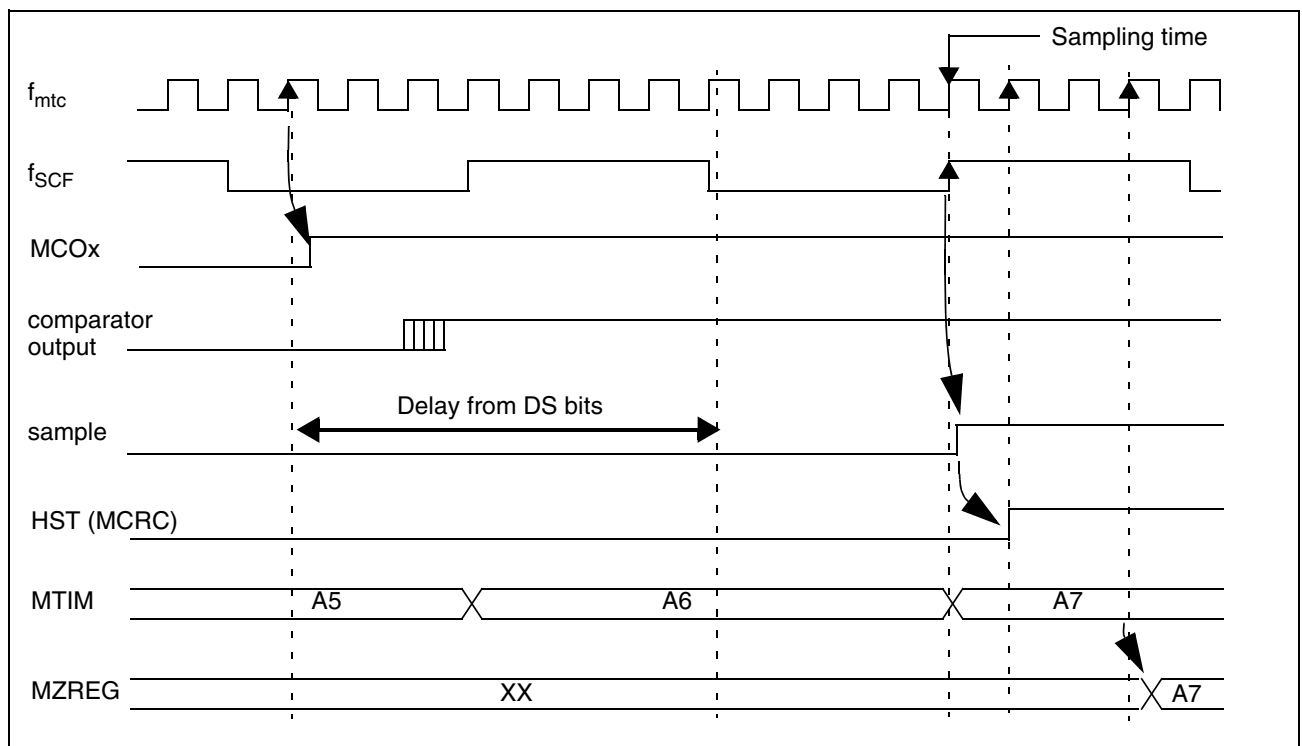 Sampling time
fmtc
fSCF
MCOx
comparator
output
Delay from DS bits
sample
HST (MCRC)
MTIM
A5
A6
A7
MZREG
XX
A7